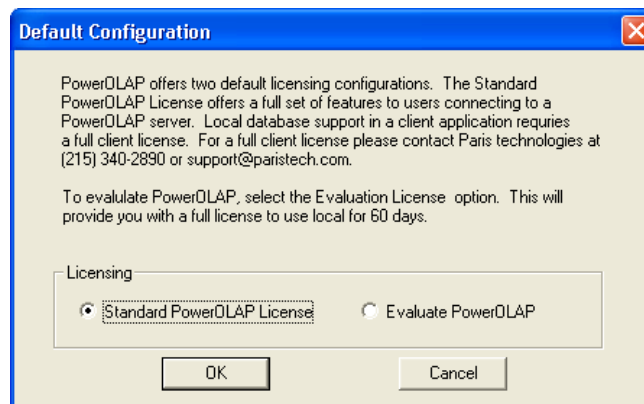 Default Configuration
PowerOLAP offers two default licensing configurations. The Standard
PowerOLAP License offers a full set of features to users connecting to a
PowerOLAP server. Local database support in a client application requries
a full client license. For a full client license please contact Paris technologies at
(215) 340-2890 or support@paristech.com.
To evalulate PowerOLAP, select the Evaluation License option. This will
provide you with a full license to use local for 60 days.
Licensing
Standard PowerOLAP License
Evaluate PowerOLAP
OK
Cancel